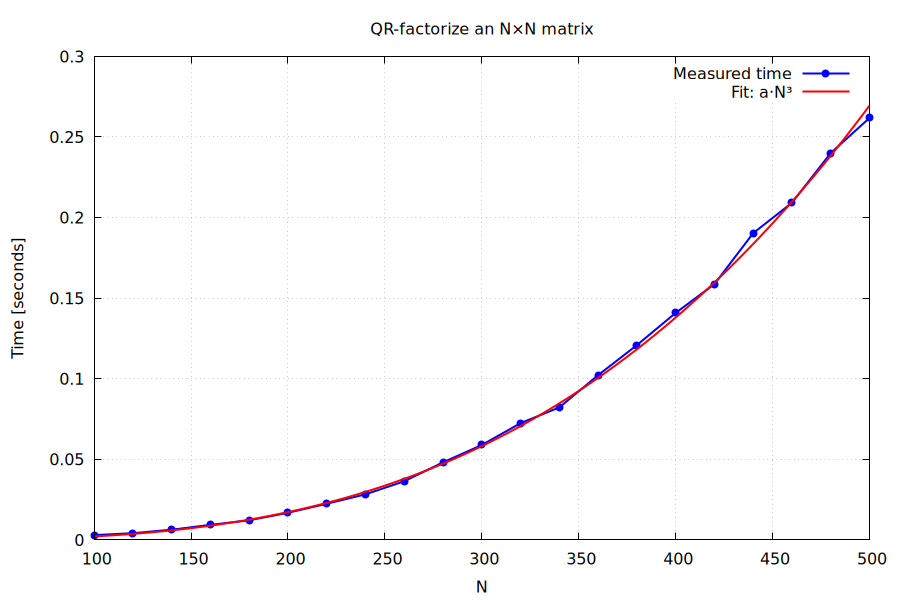 QR-factorize an N×N matrix
Measured time
Fit: a·N³
0.3
0.25
0.2
0.15
0.1
0.05
0
Time [seconds]
100 150 200 250 300 350 400 450 500
N